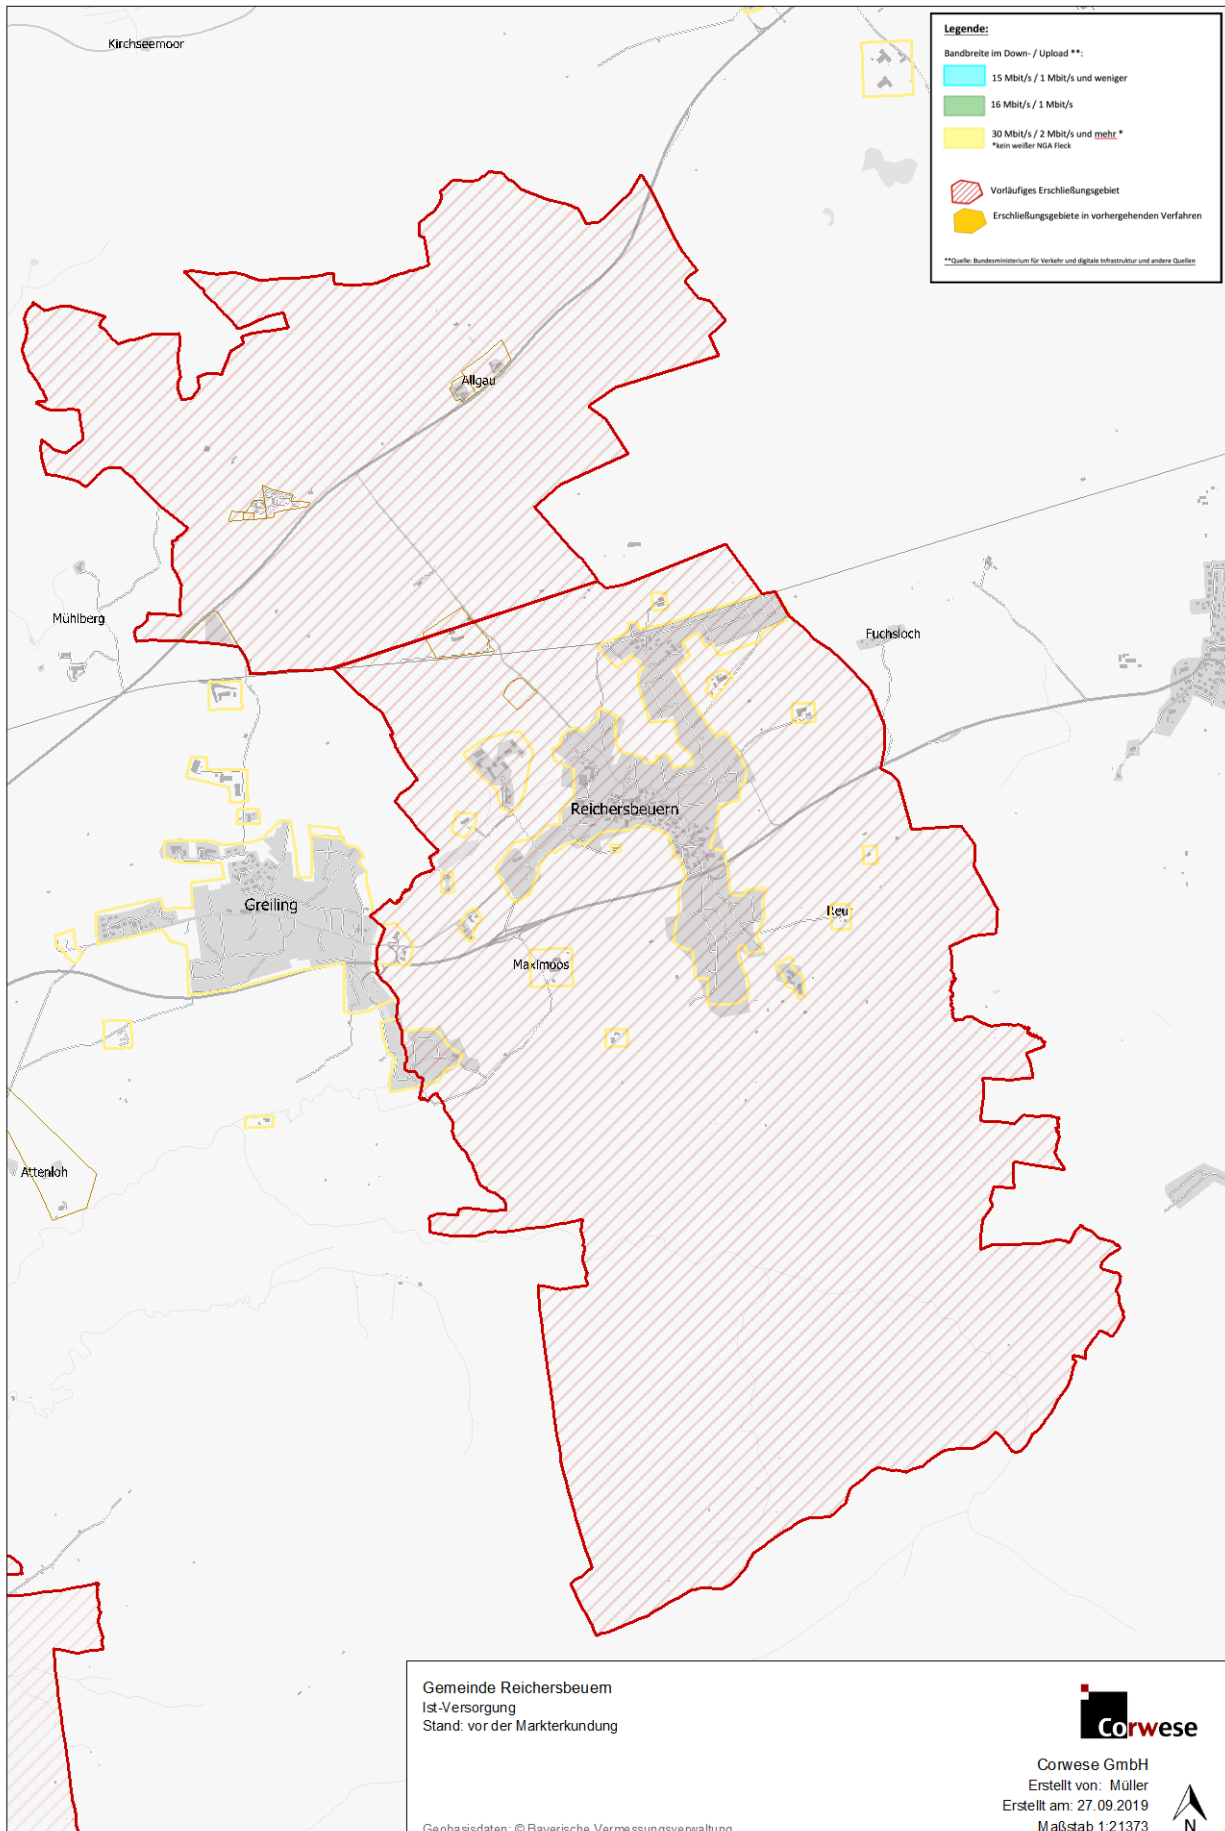 Kirchseemoor
Legende:
Bandbreite im Down- / Upload **:
15 Mbit/s / 1 Mbit/s und weniger
16 Mbit/s / 1 Mbit/s
30 Mbit/s / 2 Mbit/s und mehr *
*kein weißer NGA Fleck
Vorläufiges Erschließungsgebiet
Erschließungsgebiete in vorhergehenden Verfahren
**Quelle: Bundesministerium für Verkehr und digitale Infrastruktur und andere Quellen
Allgau
Mühlberg
Fuchsloch
Reichersbeuern
Greiling
Reut
Maxlmoos
Attenloh
Gemeinde Reichersbeuern
Ist-Versorgung
Stand: vor der Markterkundung
Corwese
Corwese GmbH
Erstellt von: Müller
Erstellt am: 27.09.2019
Maßstab 1:21373
N
Geobasisdaten: © Bayerische Vermessungsverwaltung